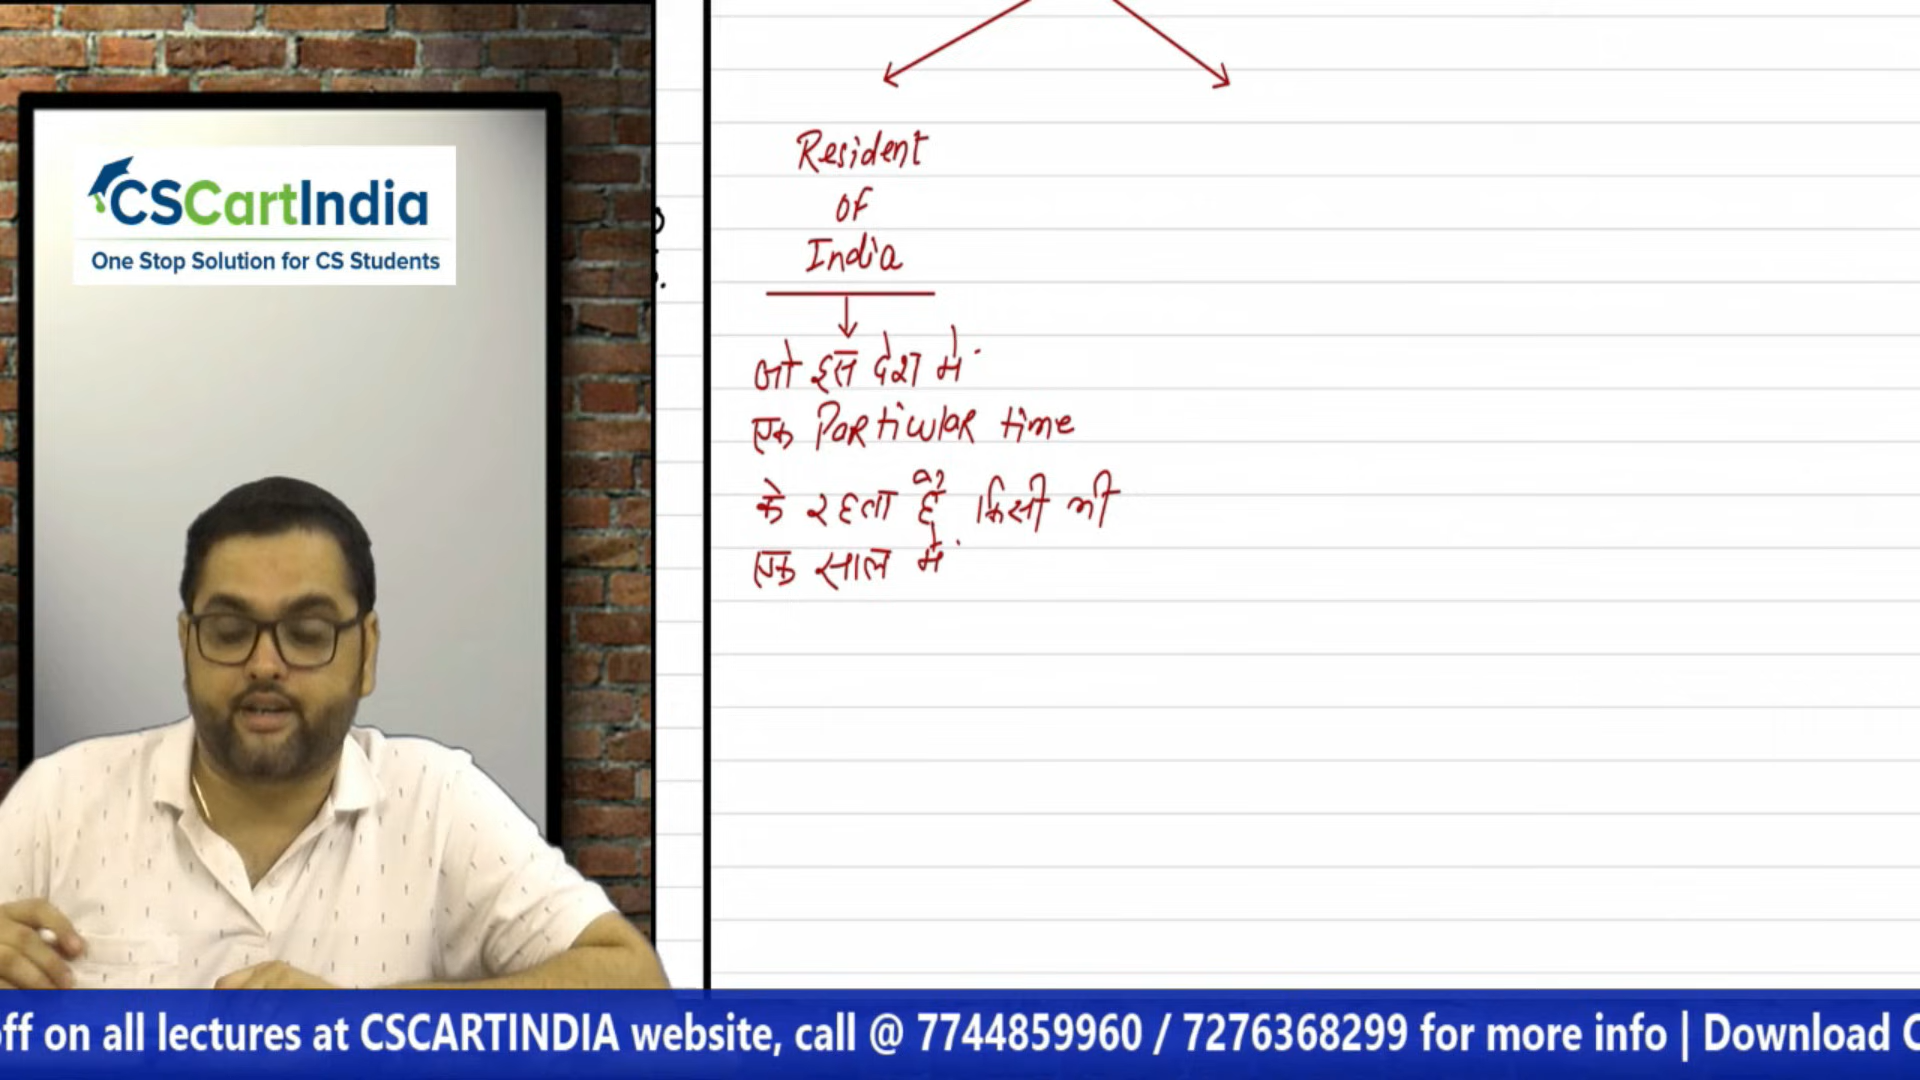 CSCartIndia
One Stop Solution for CS Students
Resident
of
India
जो इस देश में
एक Particular time
के रहता है किसी भी
एक साल में
off on all lectures at CSCARTINDIA website, call @ 7744859960 / 7276368299 for more info | Download C